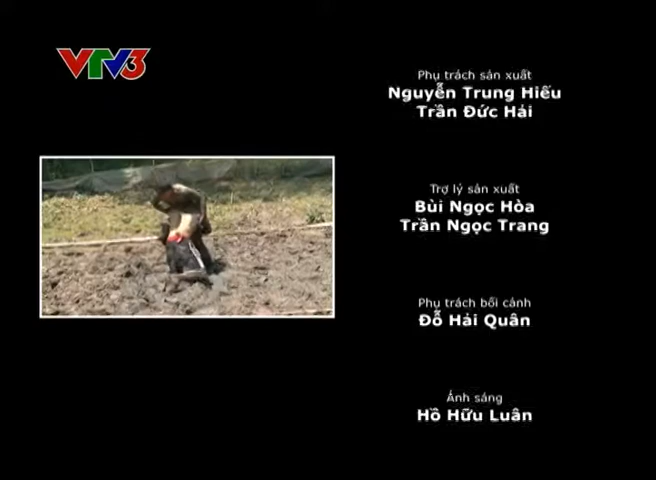 VTV3
Phụ trách sản xuất
Nguyễn Trung Hiếu
Trần Đức Hải
Trợ lý sản xuất
Bùi Ngọc Hòa
Trần Ngọc Trang
Phụ trách bối cảnh
Đỗ Hải Quân
Ánh sáng
Hồ Hữu Luân